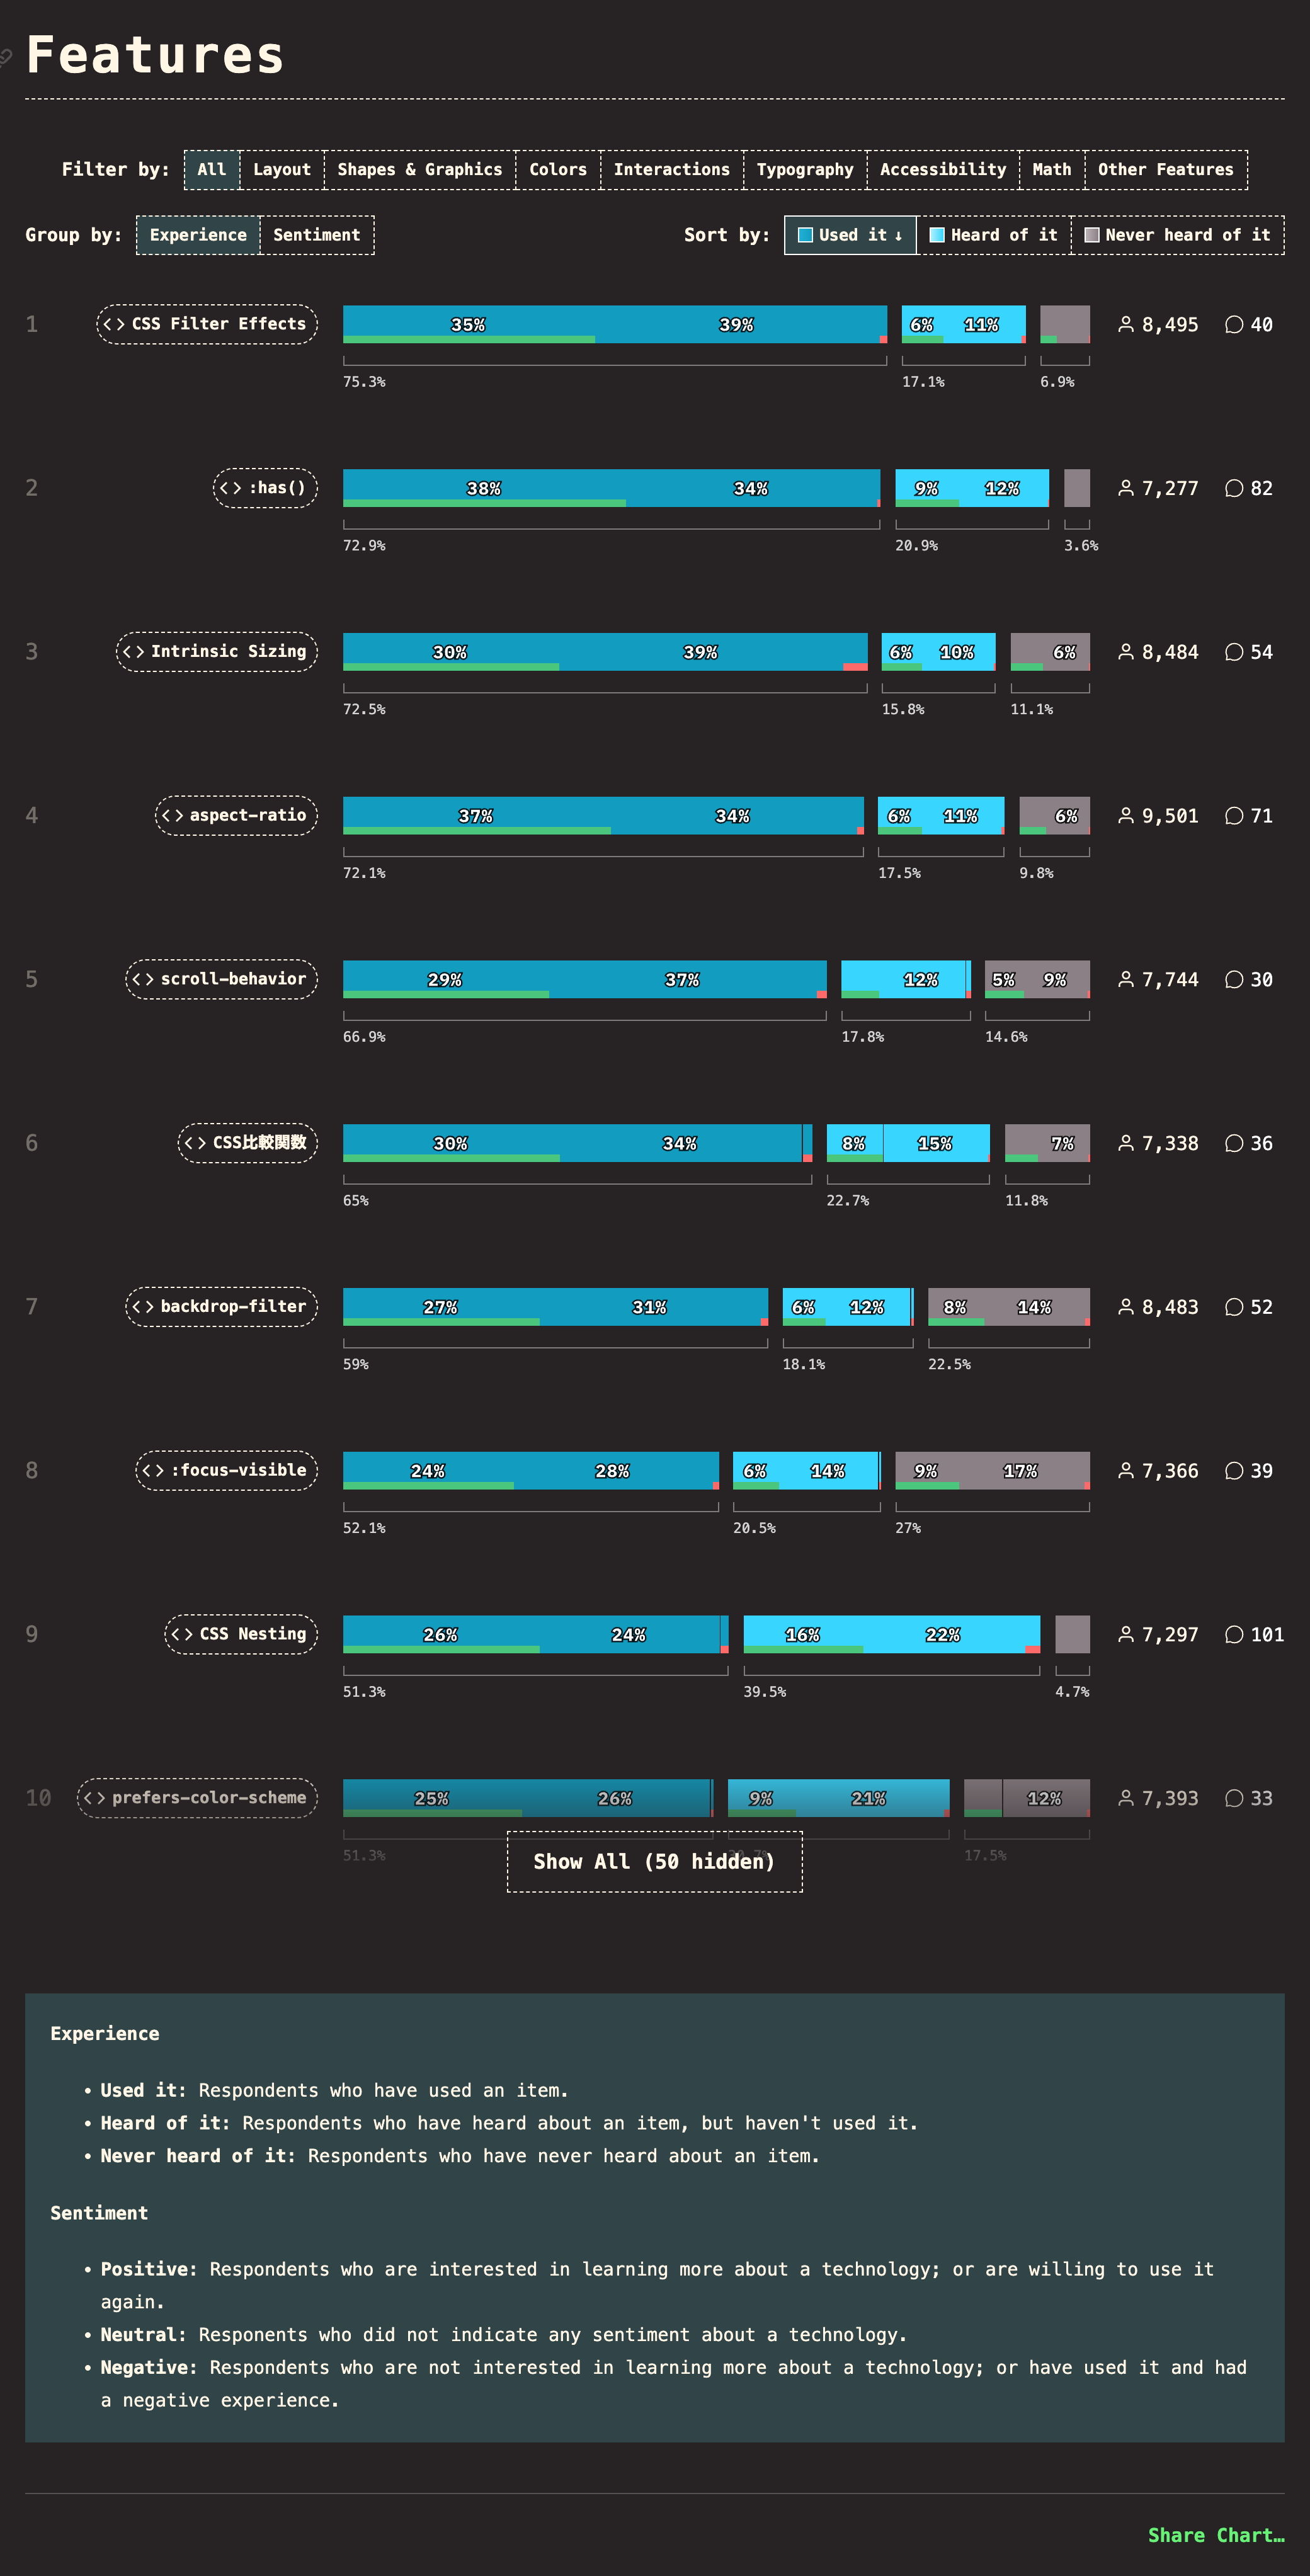 Features
Filter by: All Layout Shapes & Graphics Colors Interactions Typography Accessibility Math Other Features
Group by: Experience Sentiment Sort by: Used it ↓ Heard of it Never heard of it
1 <> CSS Filter Effects 35% 39% 6% 11% 8,495 40
75.3% 17.1% 6.9%
2 <> :has() 38% 34% 9% 12% 7,277 82
72.9% 20.9% 3.6%
3 <> Intrinsic Sizing 30% 39% 6% 10% 6% 8,484 54
72.5% 15.8% 11.1%
4 <> aspect-ratio 37% 34% 6% 11% 6% 9,501 71
72.1% 17.5% 9.8%
5 <> scroll-behavior 29% 37% 12% 5% 9% 7,744 30
66.9% 17.8% 14.6%
6 <> CSS比較関数 30% 34% 8% 15% 7% 7,338 36
65% 22.7% 11.8%
7 <> backdrop-filter 27% 31% 6% 12% 8% 14% 8,483 52
59% 18.1% 22.5%
8 <> :focus-visible 24% 28% 6% 14% 9% 17% 7,366 39
52.1% 20.5% 27%
9 <> CSS Nesting 26% 24% 16% 22% 7,297 101
51.3% 39.5% 4.7%
10 <> prefers-color-scheme 25% 26% 9% 21% 12% 7,393 33
51.3% 17.5%
Show All (50 hidden)
Experience
• Used it: Respondents who have used an item.
• Heard of it: Respondents who have heard about an item, but haven't used it.
• Never heard of it: Respondents who have never heard about an item.
Sentiment
• Positive: Respondents who are interested in learning more about a technology; or are willing to use it
again.
• Neutral: Responents who did not indicate any sentiment about a technology.
• Negative: Respondents who are not interested in learning more about a technology; or have used it and had
a negative experience.
Share Chart…